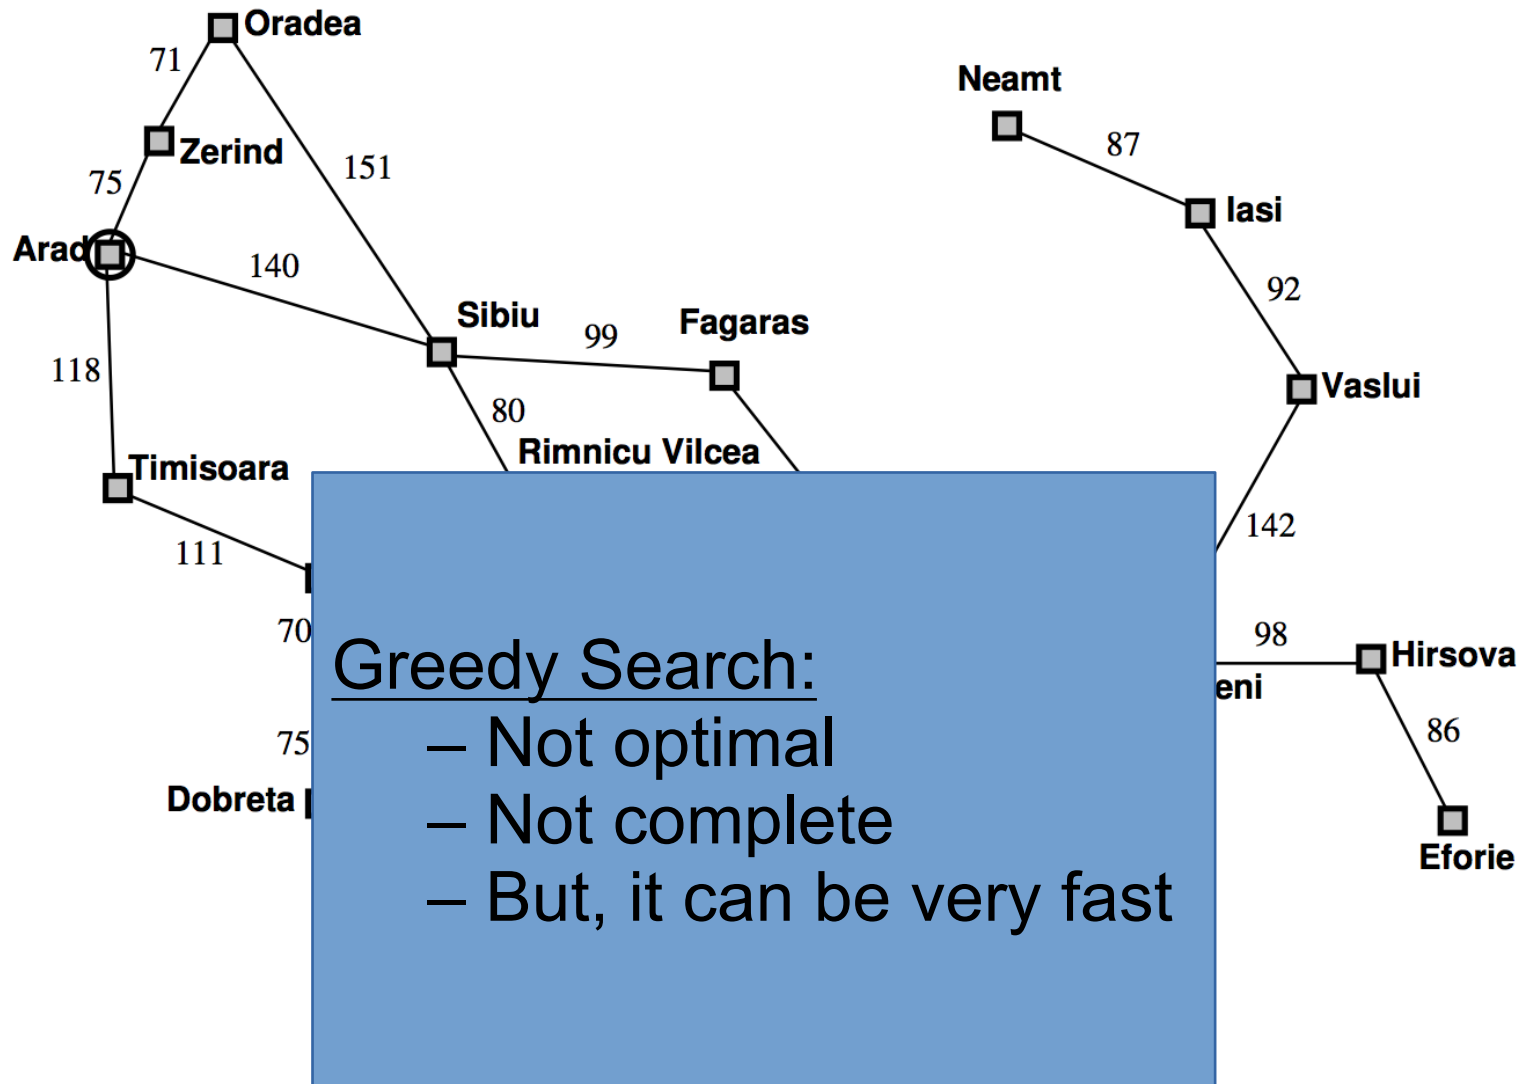 Oradea
71
Neamt
87
Zerind
151
75
Iasi
Arad
140
92
Sibiu
Fagaras
99
118
Vaslui
80
Rimnicu Vilcea
Timisoara
142
111
70
98
Hirsova
Greedy Search:
eni
– Not optimal
86
75
Dobreta
– Not complete
Eforie
– But, it can be very fast